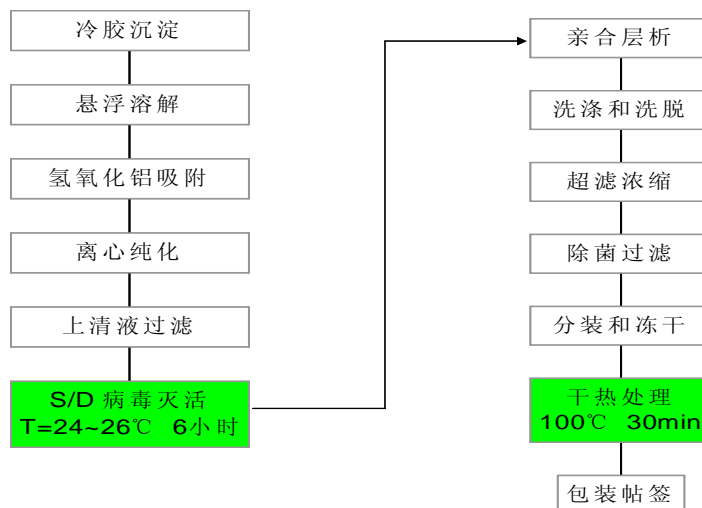 冷胶沉淀
悬浮溶解
氢氧化铝吸附
离心纯化
上清液过滤
S/D 病毒灭活
T=24~26℃ 6小时
亲合层析
洗涤和洗脱
超滤浓缩
除菌过滤
分装和冻干
干热处理
100℃ 30min
包装帖签